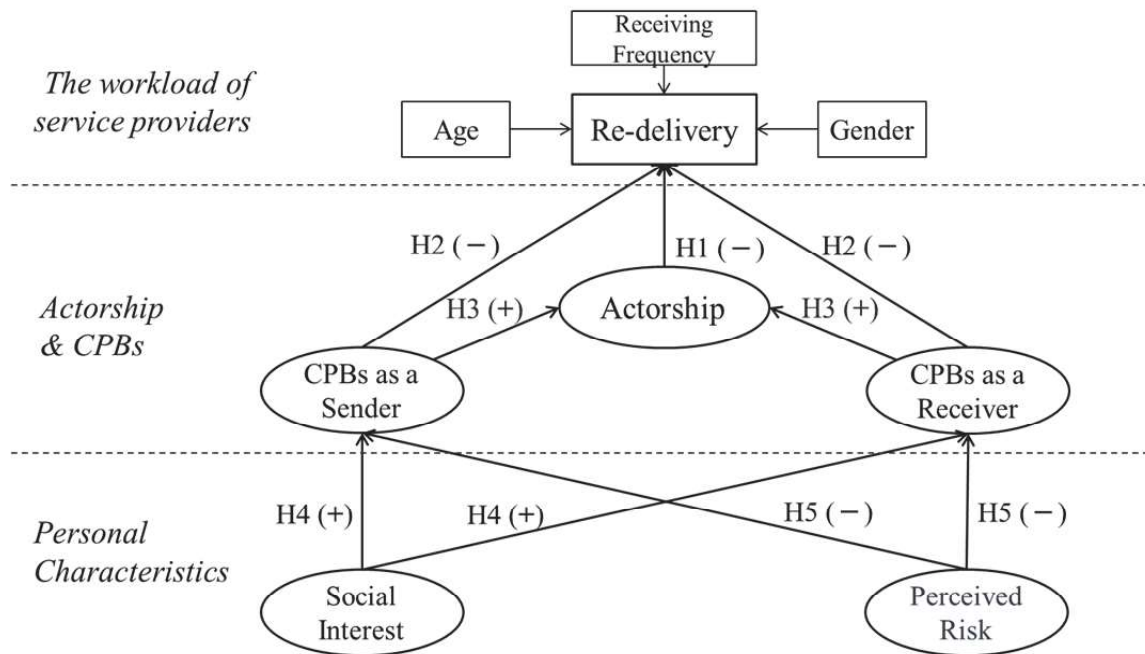 Receiving
Frequency
The workload of
service providers
Age
Re-delivery
Gender
H2 (−)
H1 (−)
H2 (−)
Actorship
& CPBs
H3 (+)
Actorship
H3 (+)
CPBs as a
Sender
CPBs as a
Receiver
H4 (+)
H4 (+)
H5 (−)
H5 (−)
Personal
Characteristics
Social
Interest
Perceived
Risk